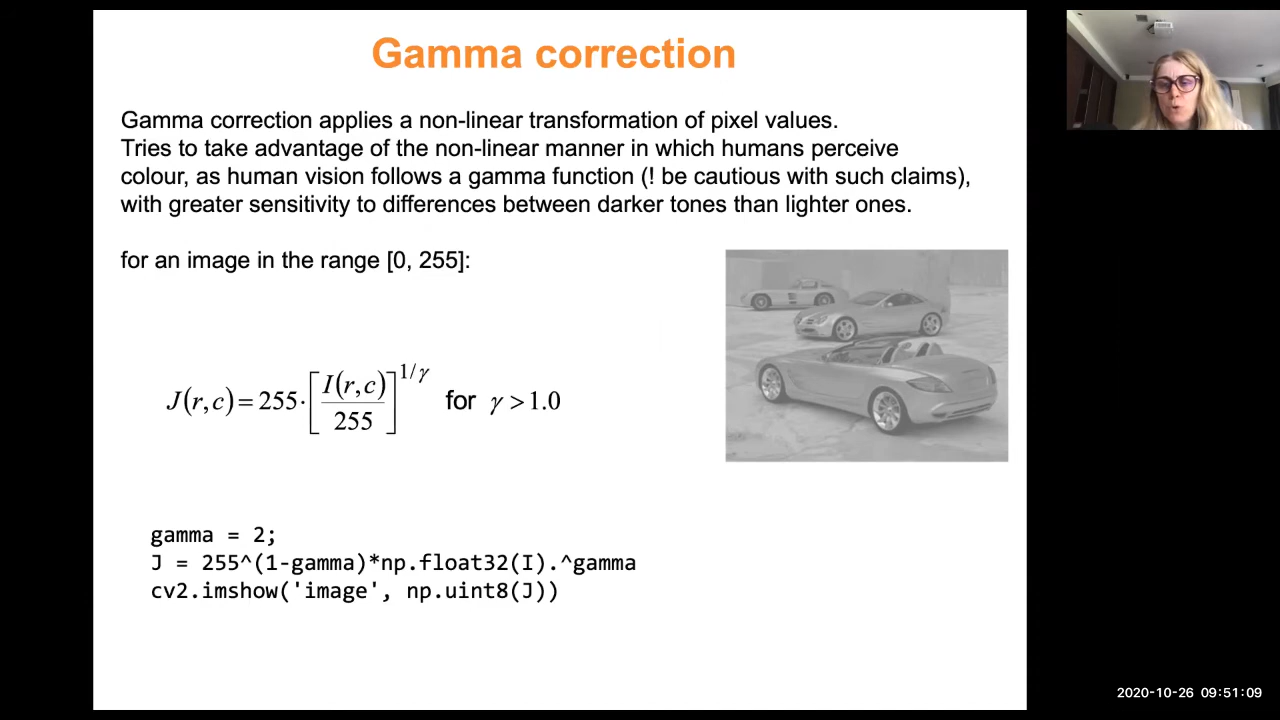 Gamma correction
Gamma correction applies a non-linear transformation of pixel values.
Tries to take advantage of the non-linear manner in which humans perceive
colour, as human vision follows a gamma function (! be cautious with such claims),
with greater sensitivity to differences between darker tones than lighter ones.
for an image in the range [0, 255]:
J(r,c) = 255·[I(r,c)/255]^1/γ for γ > 1.0
gamma = 2;
J = 255^(1-gamma)*np.float32(I).^gamma
cv2.imshow('image', np.uint8(J))
2020-10-26 09:51:09